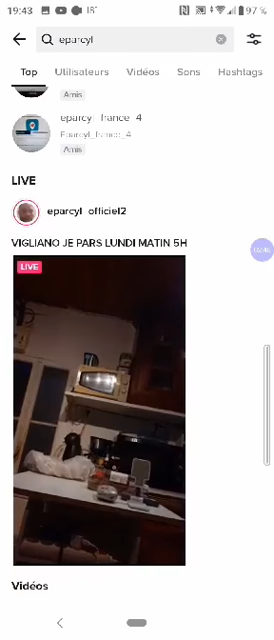 19:43
18°
97 %
eparcyl
Top Utilisateurs Vidéos Sons Hashtags
Amis
eparcyl_france_4
Eparcyl_france_4
Amis
LIVE
eparcyl_officiel2
VIGLIANO JE PARS LUNDI MATIN 5H
LIVE
Vidéos